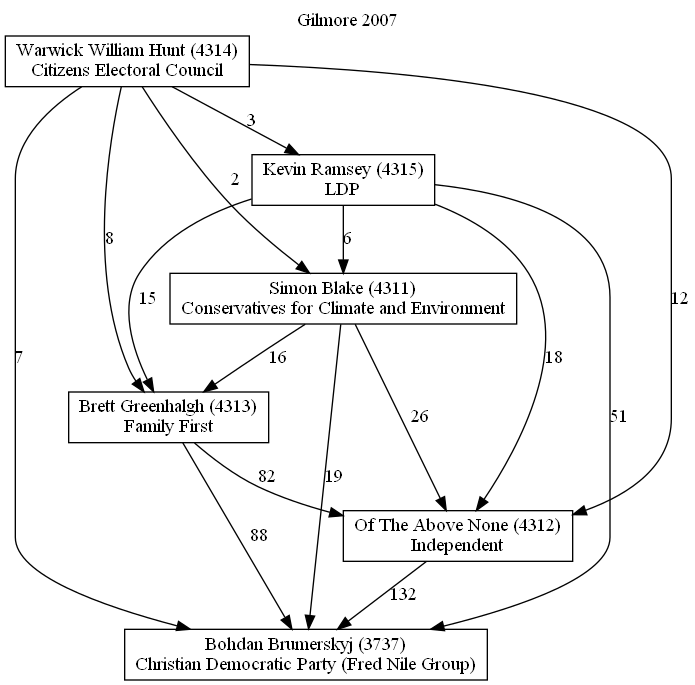 Gilmore 2007
Warwick William Hunt (4314)
Citizens Electoral Council
3
Kevin Ramsey (4315)
LDP
2
8
6
15
Simon Blake (4311)
Conservatives for Climate and Environment
12
7
16
18
Brett Greenhalgh (4313)
Family First
26
51
82
19
Of The Above None (4312)
Independent
88
132
Bohdan Brumerskyj (3737)
Christian Democratic Party (Fred Nile Group)